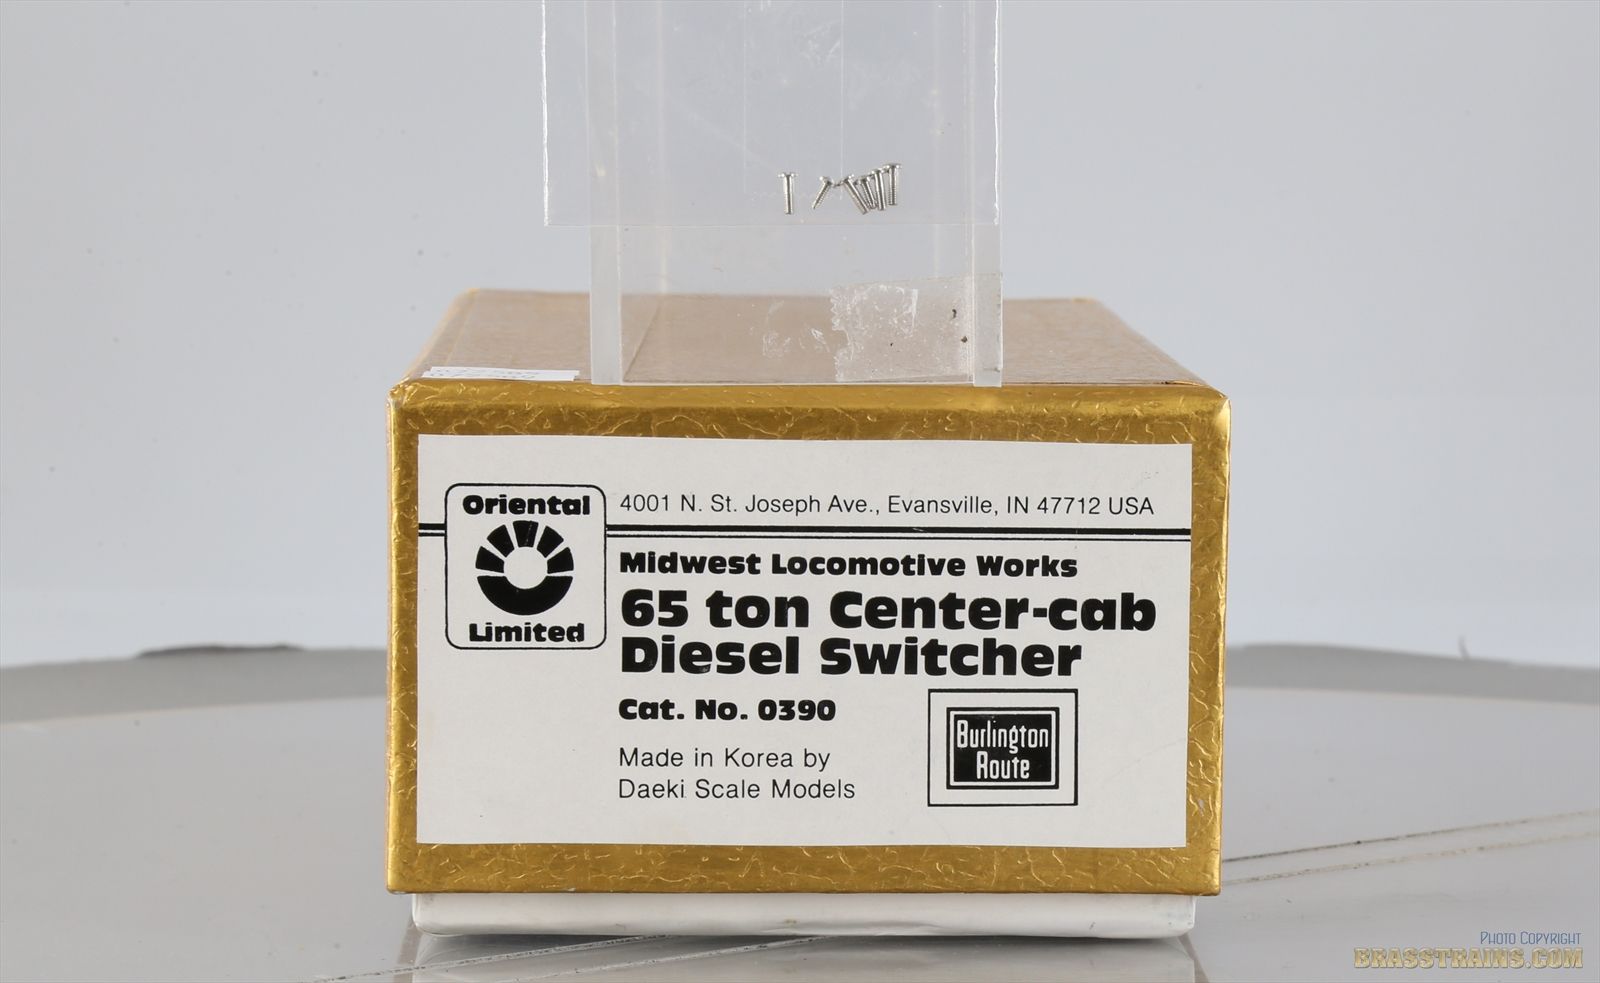 Oriental
Limited
4001 N. St. Joseph Ave., Evansville, IN 47712 USA
Midwest Locomotive Works
65 ton Center-cab
Diesel Switcher
Cat. No. 0390
Made in Korea by
Daeki Scale Models
Burlington
Route
Photo Copyright
BRASSTRAINS.COM